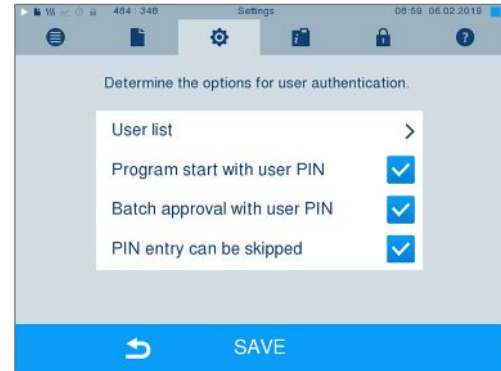 484 : 348 Settings 08:59 06.02.2019
Determine the options for user authentication.
User list
Program start with user PIN
Batch approval with user PIN
PIN entry can be skipped
SAVE